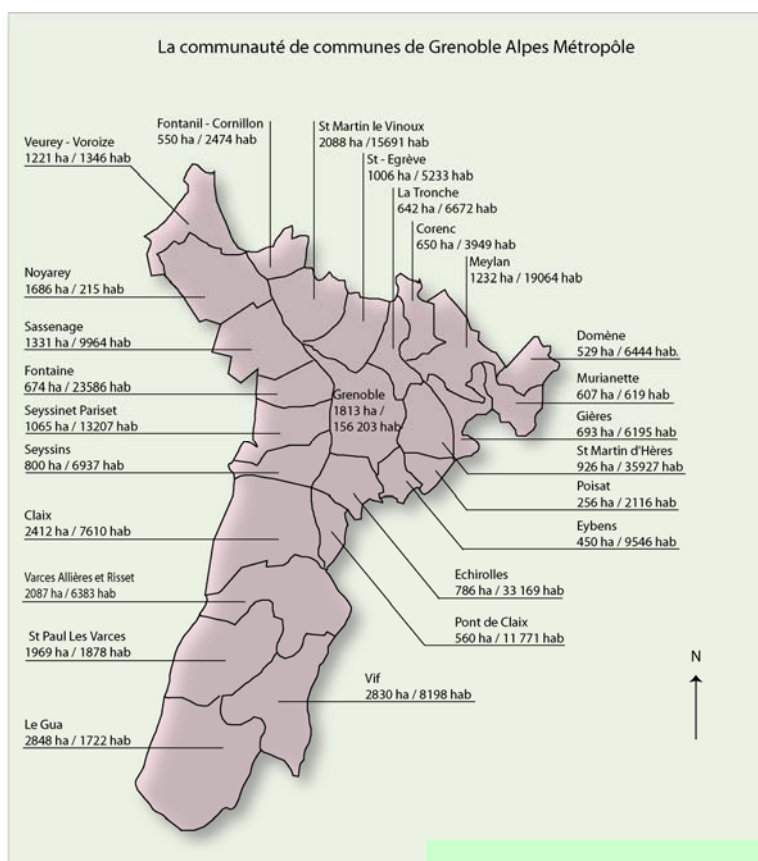 La communauté de communes de Grenoble Alpes Métropôle
Fontanil - Cornillon
550 ha / 2474 hab
St Martin le Vinoux
2088 ha /15691 hab
Veurey - Voroize
1221 ha / 1346 hab
St - Egrève
1006 ha / 5233 hab
La Tronche
642 ha / 6672 hab
Corenc
650 ha / 3949 hab
Meylan
1232 ha / 19064 hab
Noyarey
1686 ha / 215 hab
Sassenage
1331 ha / 9964 hab
Fontaine
674 ha / 23586 hab
Seyssinet Pariset
1065 ha / 13207 hab
Seyssins
800 ha / 6937 hab
Claix
2412 ha / 7610 hab
Varces Allières et Risset
2087 ha / 6383 hab
St Paul Les Varces
1969 ha / 1878 hab
Le Gua
2848 ha / 1722 hab
Grenoble
1813 ha /
156 203 hab
Domène
529 ha / 6444 hab.
Murianette
607 ha / 619 hab
Gières
693 ha / 6195 hab
St Martin d'Hères
926 ha / 35927 hab
Poisat
256 ha / 2116 hab
Eybens
450 ha / 9546 hab
Echirolles
786 ha / 33 169 hab
Pont de Claix
560 ha / 11 771 hab
Vif
2830 ha / 8198 hab
N